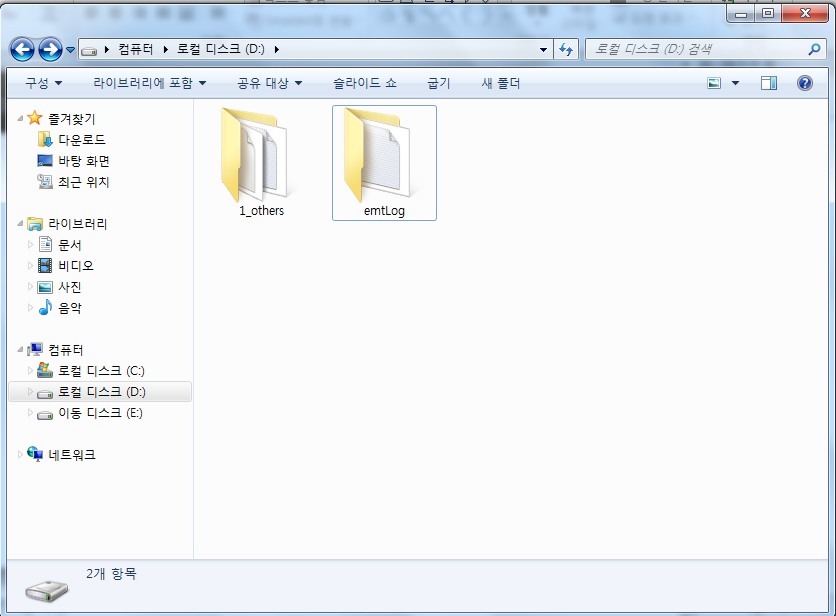 컴퓨터 로컬 디스크 (D:)
로컬 디스크 (D:) 검색
구성 라이브러리에 포함 공유 대상 슬라이드 쇼 굽기 새 폴더
즐겨찾기
다운로드
바탕 화면
최근 위치
라이브러리
문서
비디오
사진
음악
컴퓨터
로컬 디스크 (C:)
로컬 디스크 (D:)
이동 디스크 (E:)
네트워크
1_others
emtLog
2개 항목